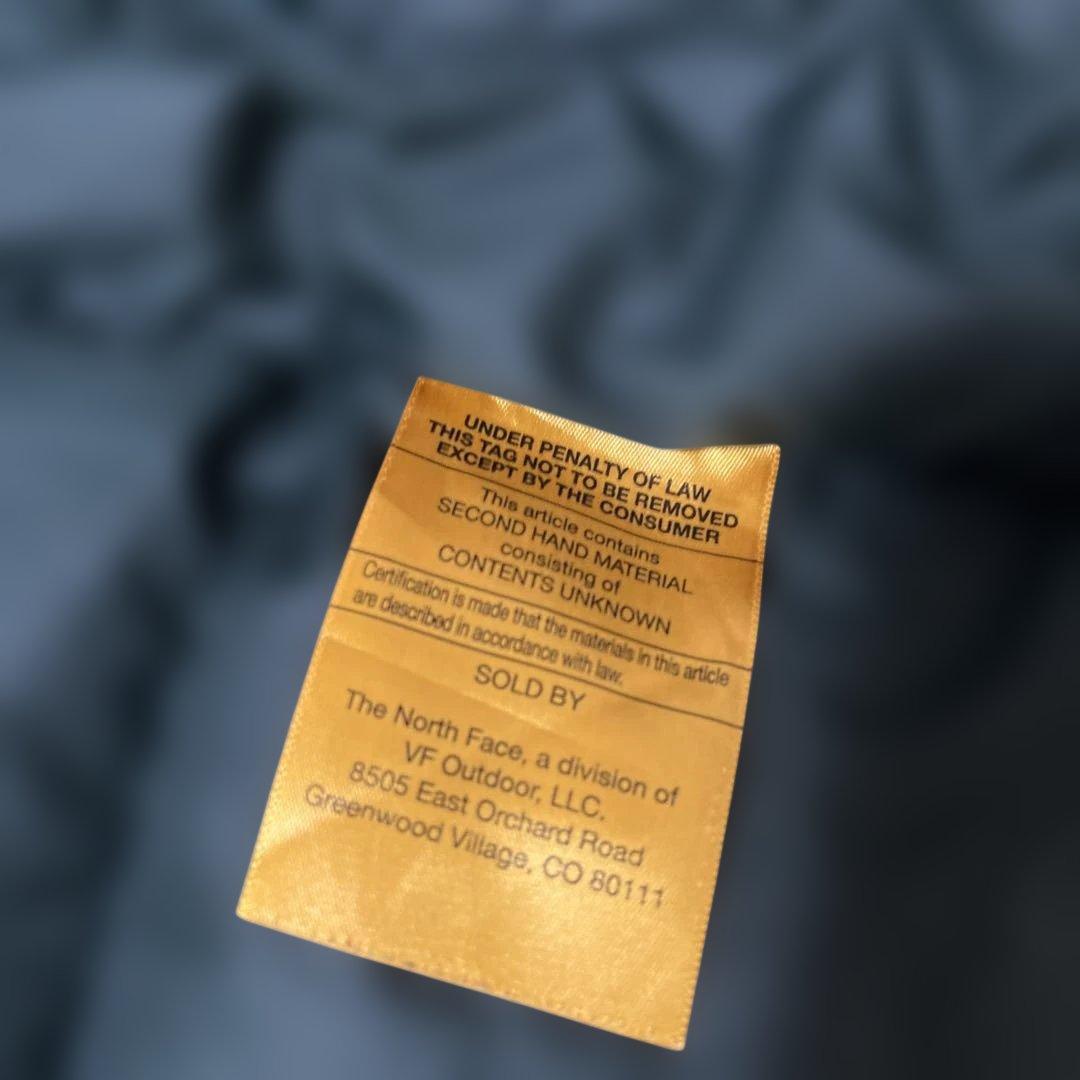 UNDER PENALTY OF LAW
THIS TAG NOT TO BE REMOVED
EXCEPT BY THE CONSUMER
This article contains
SECOND HAND MATERIAL
consisting of
CONTENTS UNKNOWN
Certification is made that the materials in this article
are described in accordance with law.
SOLD BY
The North Face, a division of
VF Outdoor, LLC.
8505 East Orchard Road
Greenwood Village, CO 80111